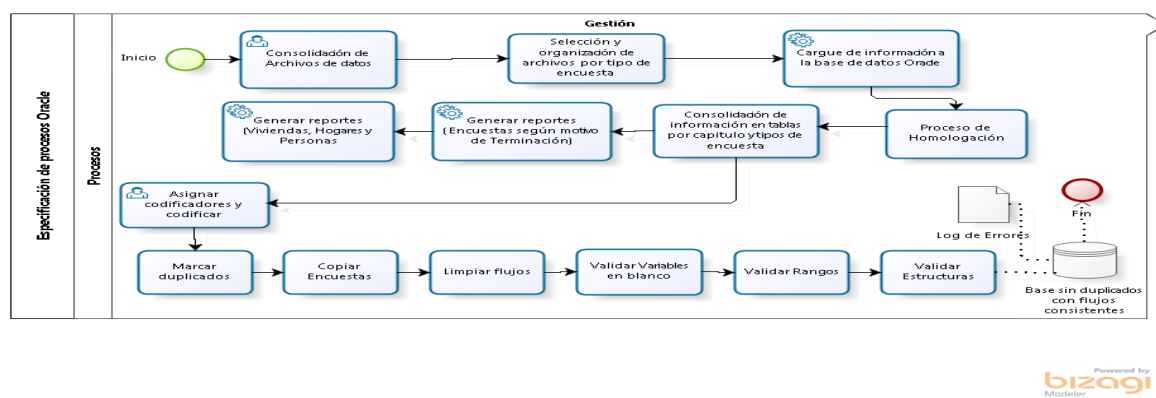 Gestión
Especificación de procesos Oracle
Procesos
Inicio
Consolidación de
Archivos de datos
Selección y
organización de
archivos por tipo de
encuesta
Cargue de información a
la base de datos Orade
Generar reportes
(Viviendas, Hogares y
Personas
Generar reportes
(Encuestas según motivo
de Terminación)
Consolidación de
información en tablas
por capitulo y tipos de
encuesta
Proceso de
Homologación
Asignar
codificadores y
codificar
Log de Errores
Fin
Marcar
duplicados
Copiar
Encuestas
Limpiar flujos
Validar Variables
en blanco
Validar Rangos
Validar
Estructuras
Base sin duplicados
con flujos
consistentes
Powered by
bizagi
Modeler